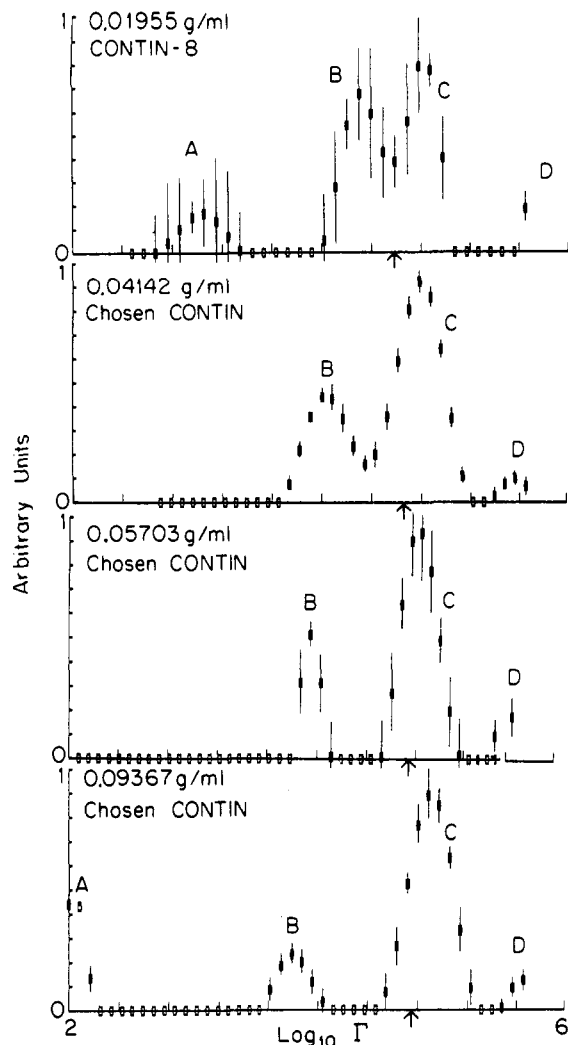 1
0.01955 g/ml
CONTIN-8
A
B
C
D
0
1
0.04142 g/ml
Chosen CONTIN
B
C
D
0
Arbitrary Units
1
0.05703 g/ml
Chosen CONTIN
B
C
D
0
1
0.09367 g/ml
Chosen CONTIN
A
B
C
D
0
2
Log10 Γ
6